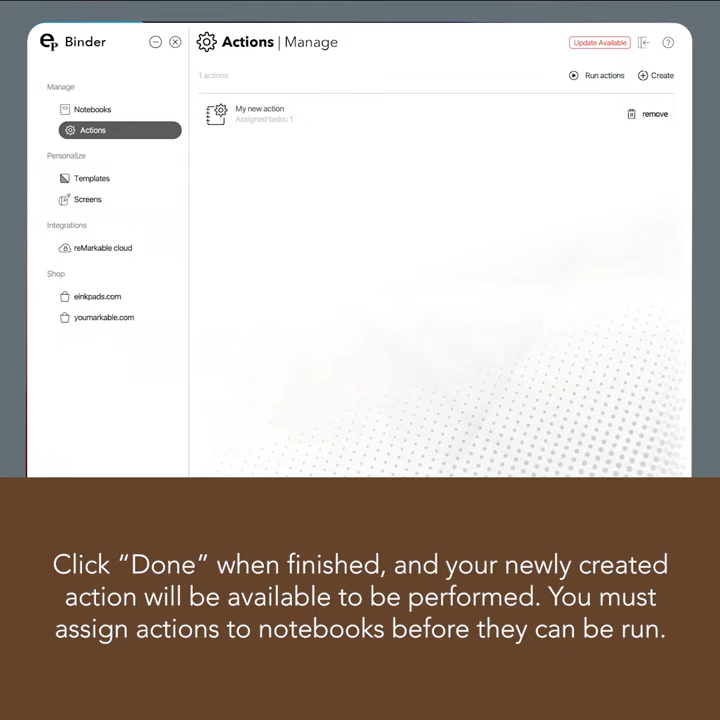 ep Binder
Actions | Manage
Update Available
1 actions
Run actions
Create
Manage
Notebooks
Actions
My new action
Assigned tasks: 1
remove
Personalize
Templates
Screens
Integrations
reMarkable cloud
Shop
einkpads.com
youmarkable.com
Click “Done” when finished, and your newly created
action will be available to be performed. You must
assign actions to notebooks before they can be run.